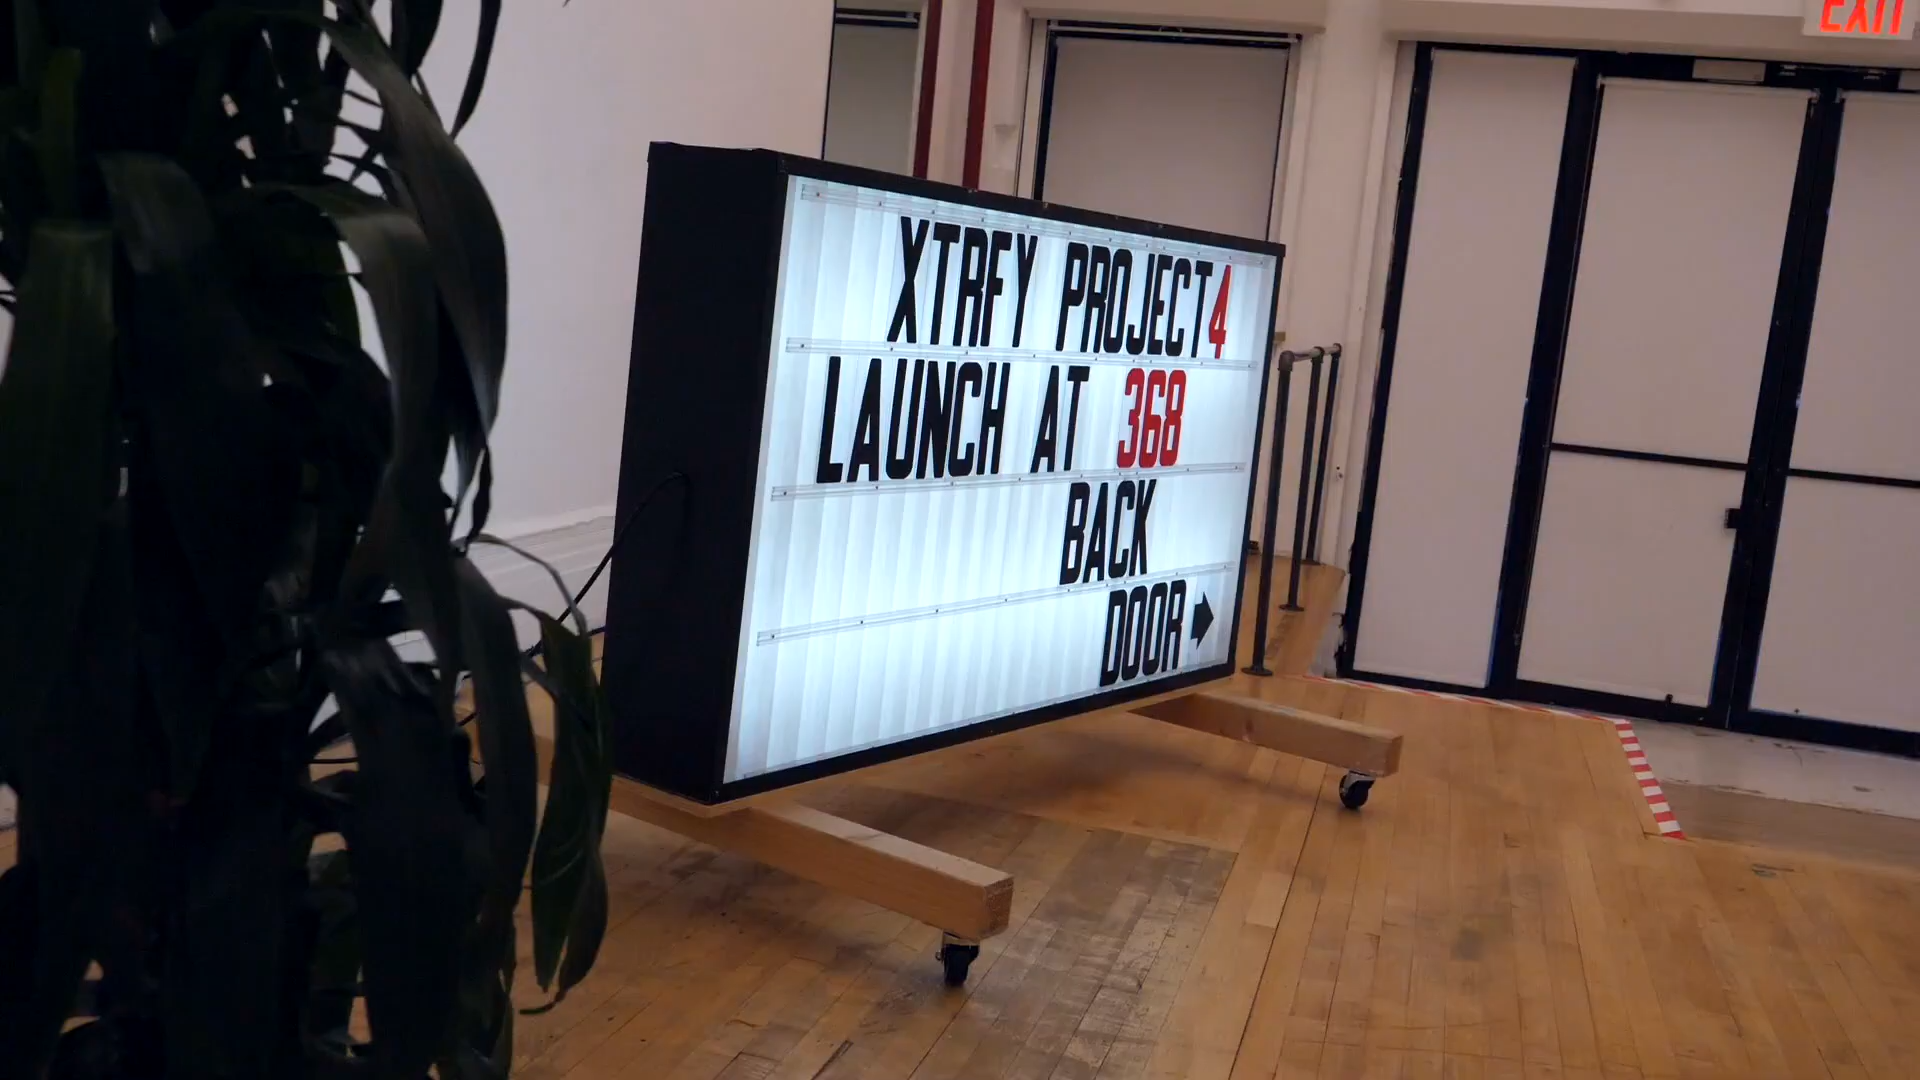 EXIT
XTRFY PROJECT4
LAUNCH AT 368
BACK
DOOR →